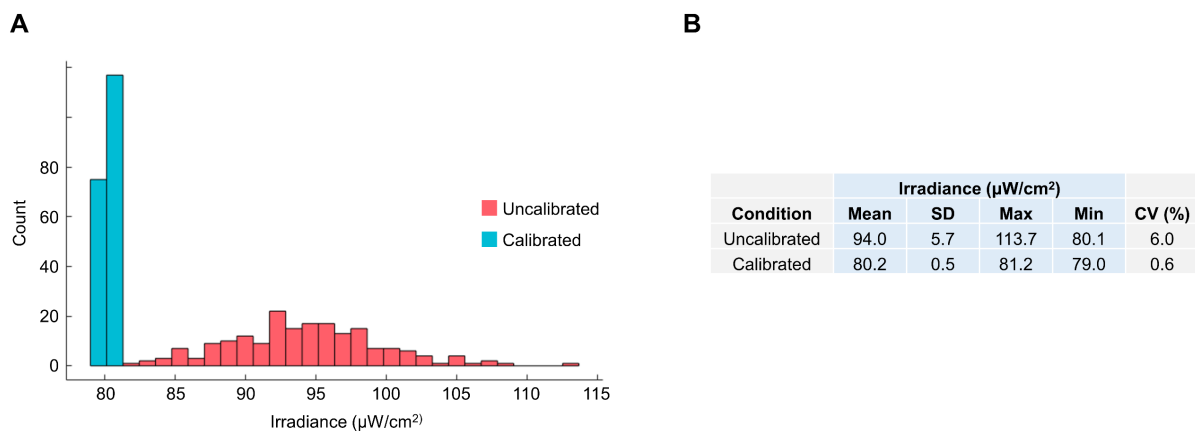 A
B
Count
80
60
40
20
0
80 85 90 95 100 105 110 115
Irradiance (µW/cm²)
Uncalibrated
Calibrated
Irradiance (µW/cm²)
Condition Mean SD Max Min CV (%)
Uncalibrated 94.0 5.7 113.7 80.1 6.0
Calibrated 80.2 0.5 81.2 79.0 0.6